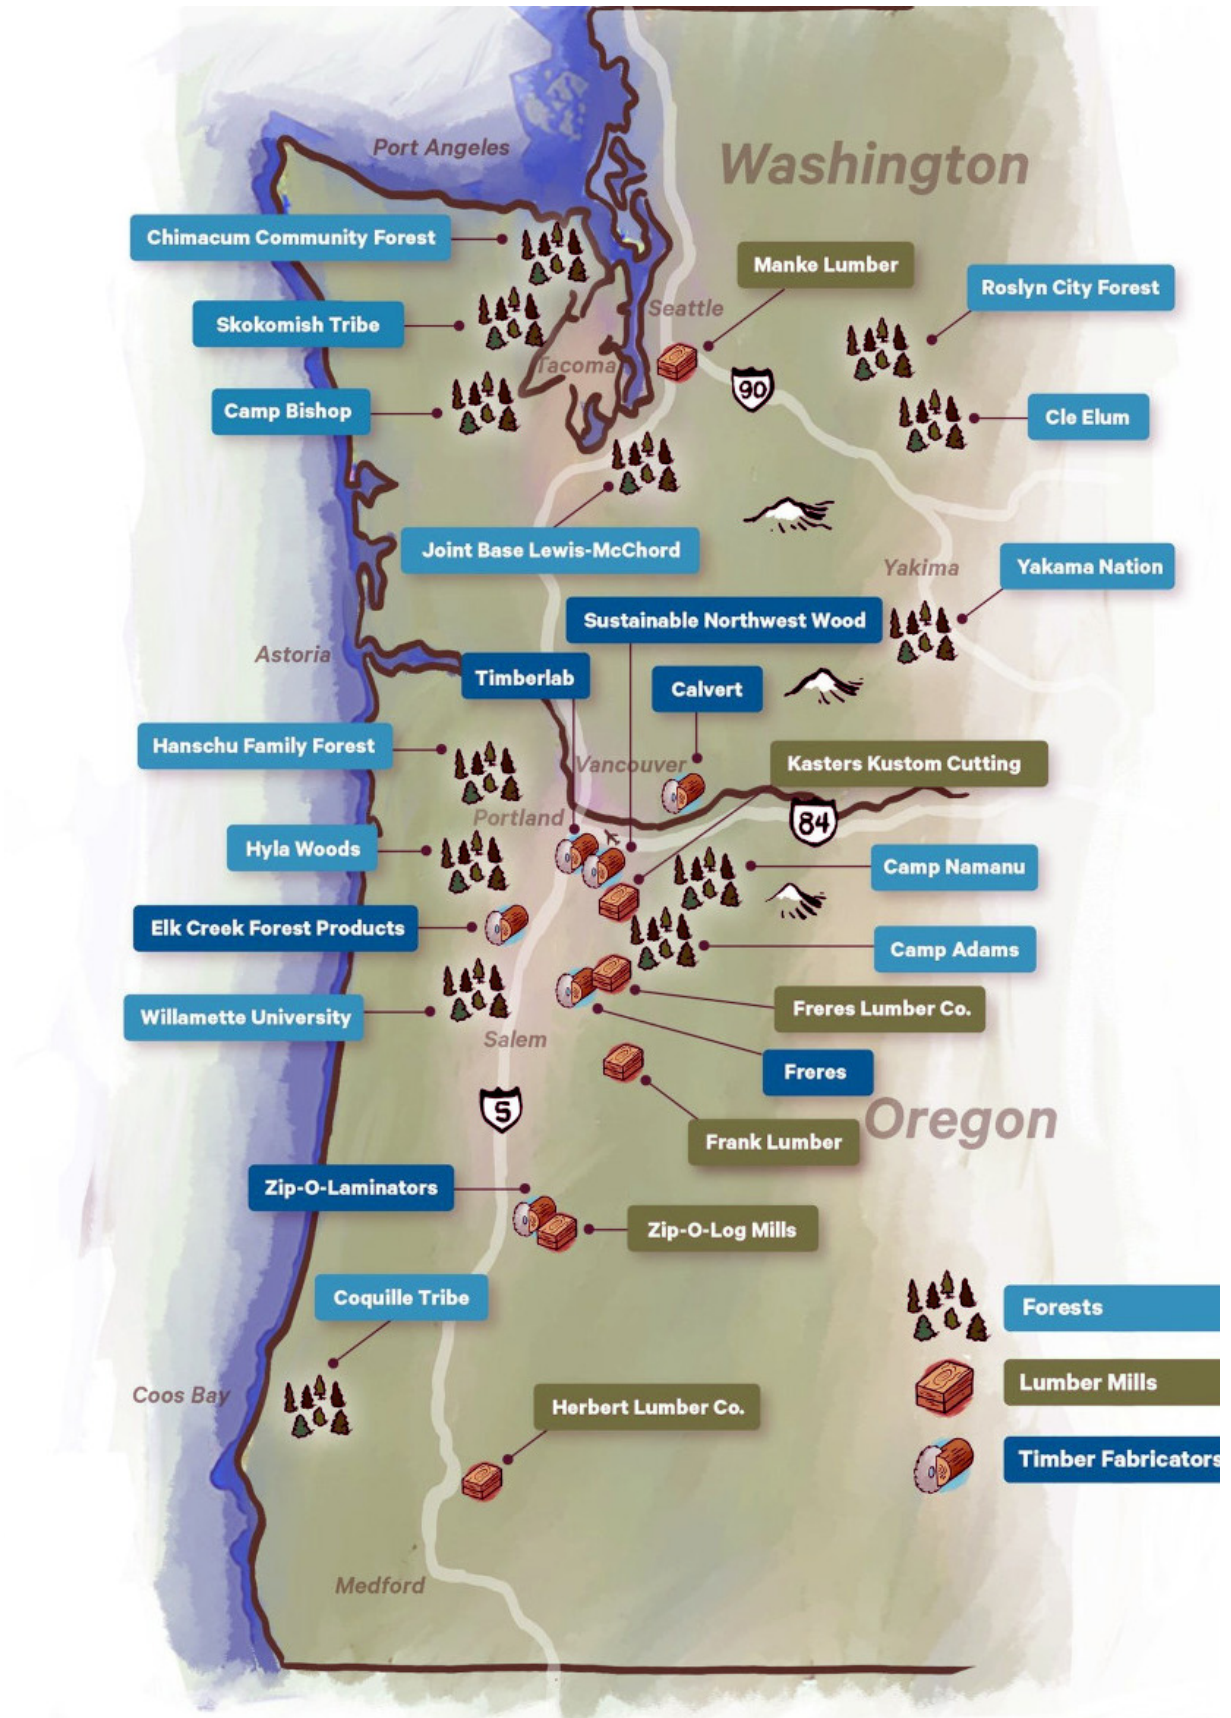 Port Angeles
Washington
Chimacum Community Forest
Manke Lumber
Roslyn City Forest
Seattle
Skokomish Tribe
Tacoma
90
Camp Bishop
Cle Elum
Joint Base Lewis-McChord
Yakima
Yakama Nation
Sustainable Northwest Wood
Astoria
Timberlab
Calvert
Hanschu Family Forest
Vancouver
Kasters Kustom Cutting
Portland
84
Hyla Woods
Camp Namanu
Elk Creek Forest Products
Camp Adams
Willamette University
Freres Lumber Co.
Salem
Freres
5
Oregon
Frank Lumber
Zip-O-Laminators
Zip-O-Log Mills
Coquille Tribe
Forests
Coos Bay
Lumber Mills
Herbert Lumber Co.
Timber Fabricators
Medford